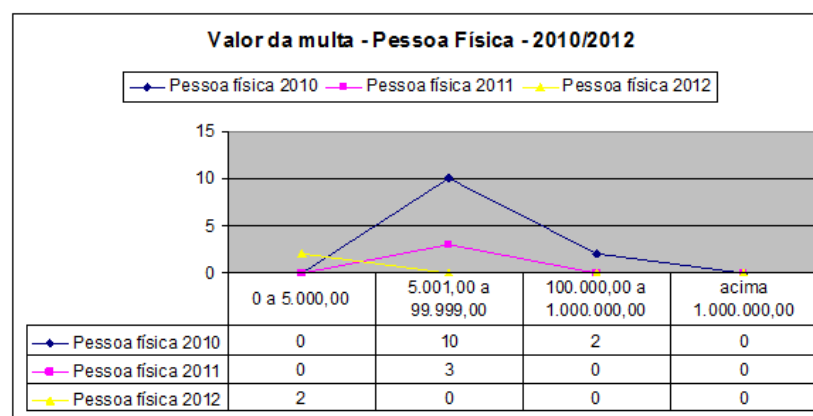 Valor da multa - Pessoa Física - 2010/2012
Pessoa física 2010 Pessoa física 2011 Pessoa física 2012
15
10
5
0
0 a 5.000,00 5.001,00 a 99.999,00 100.000,00 a 1.000.000,00 acima 1.000.000,00
Pessoa física 2010 0 10 2 0
Pessoa física 2011 0 3 0 0
Pessoa física 2012 2 0 0 0